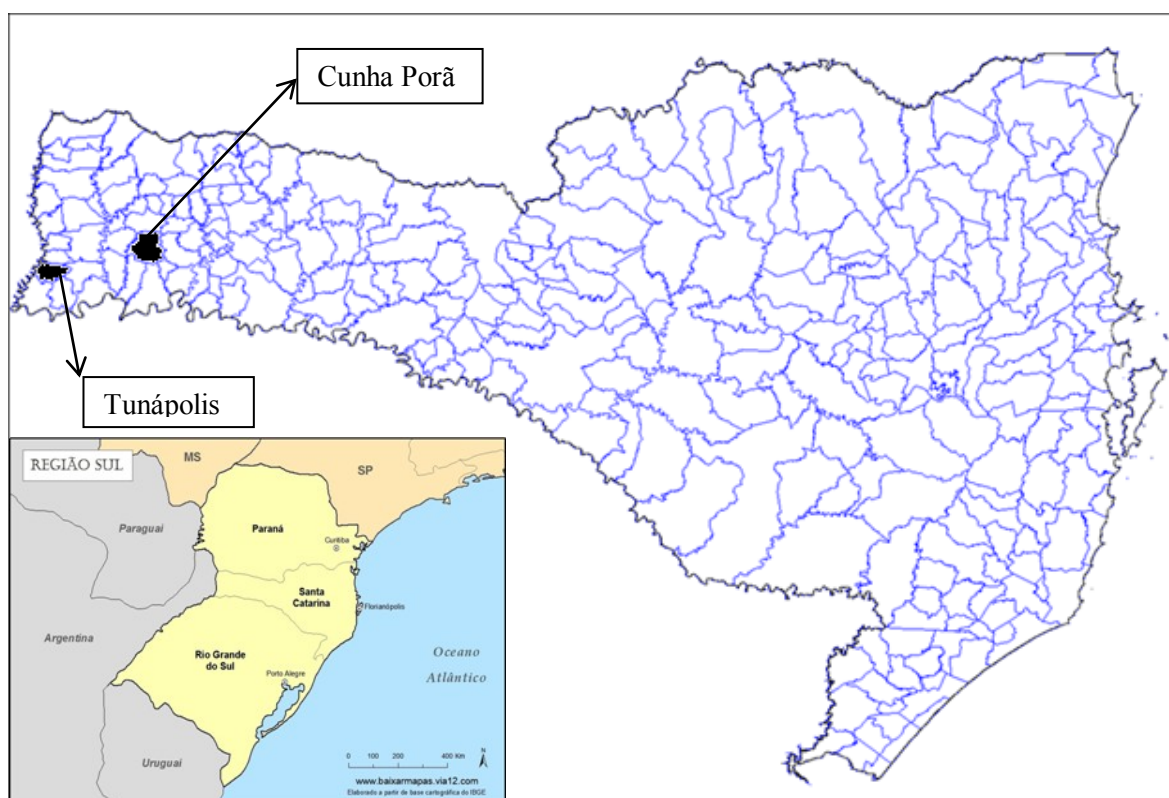 Cunha Porã
Tunápolis
REGIÃO SUL
MS
SP
Paraguai
Paraná
Curitiba
Santa
Catarina
Florianópolis
Argentina
Rio Grande
do Sul
Porto Alegre
Oceano
Atlântico
Uruguai
0 100 200 400 Km
N
www.baixarmapas.via12.com
Elaborado a partir de base cartográfica do IBGE